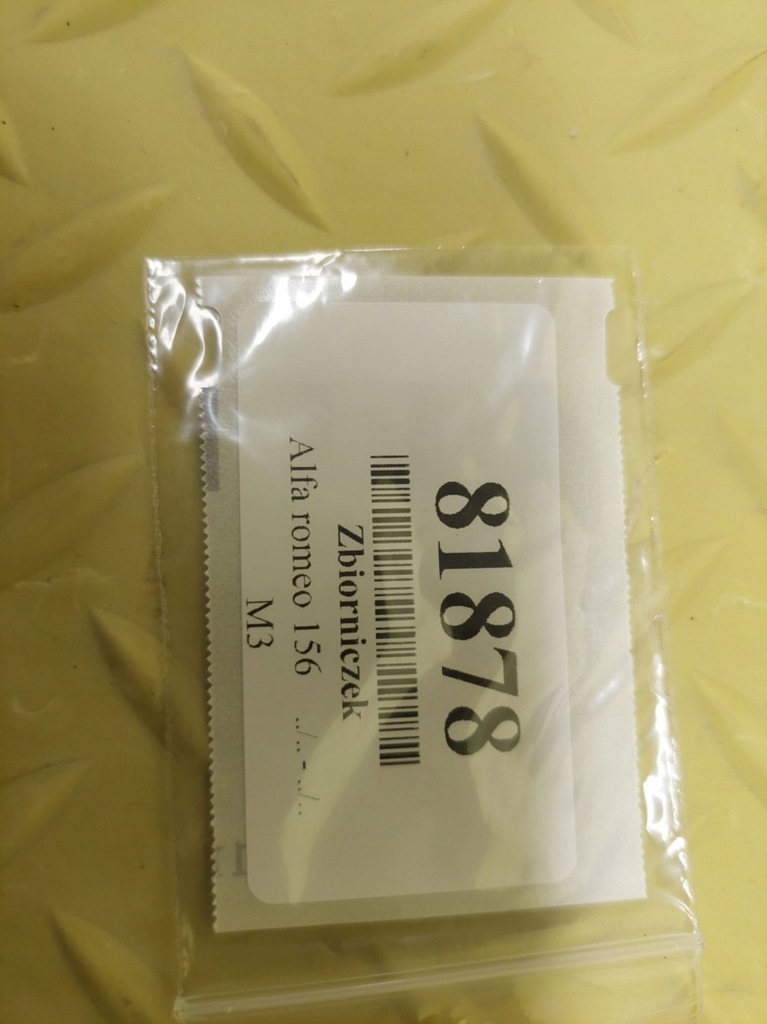 81878
Zbiorniczek
Alfa romeo 156 ../.. - ../..
M3